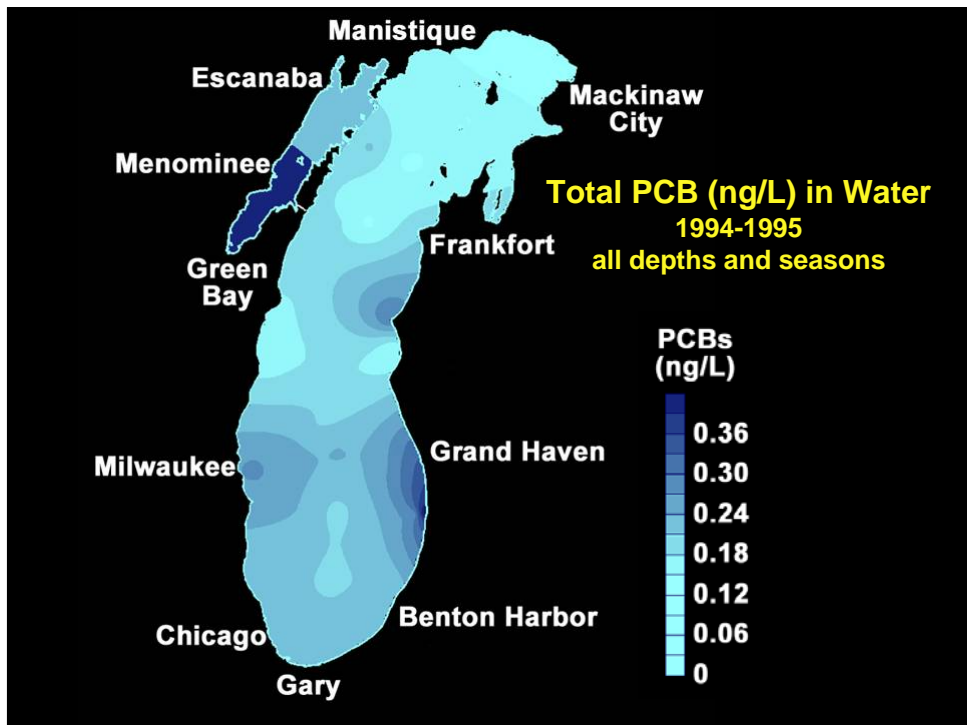 Manistique
Escanaba
Mackinaw
City
Menominee
Total PCB (ng/L) in Water
1994-1995
all depths and seasons
Frankfort
Green
Bay
PCBs
(ng/L)
0.36
Grand Haven
Milwaukee
0.30
0.24
0.18
0.12
Benton Harbor
Chicago
0.06
0
Gary